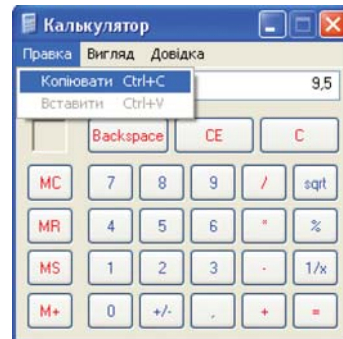 Калькулятор
Правка Вигляд Довідка
Копіювати Ctrl+C
Вставити Ctrl+V
9,5
Backspace CE C
MC 7 8 9 / sqrt
MR 4 5 6 * %
MS 1 2 3 - 1/x
M+ 0 +/- , + =